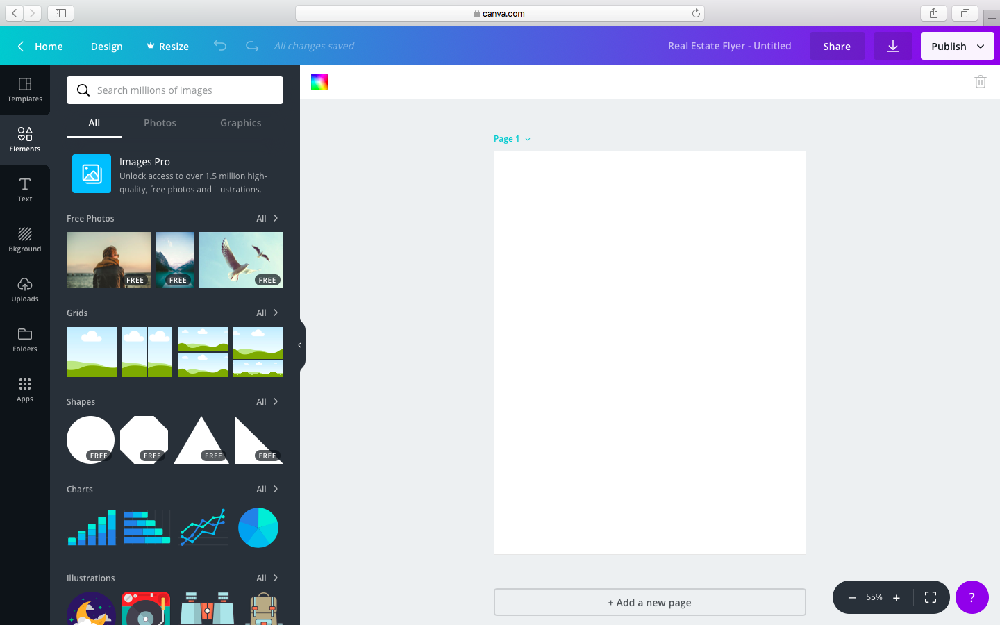 canva.com
Home
Design
Resize
All changes saved
Real Estate Flyer - Untitled
Share
Publish
Templates
Elements
Text
Bkground
Uploads
Folders
Apps
Search millions of images
All
Photos
Graphics
Images Pro
Unlock access to over 1.5 million high-
quality, free photos and illustrations.
Free Photos
All
FREE
FREE
FREE
Grids
All
Shapes
All
FREE
FREE
FREE
FREE
Charts
All
Illustrations
All
Page 1
+ Add a new page
55%
?